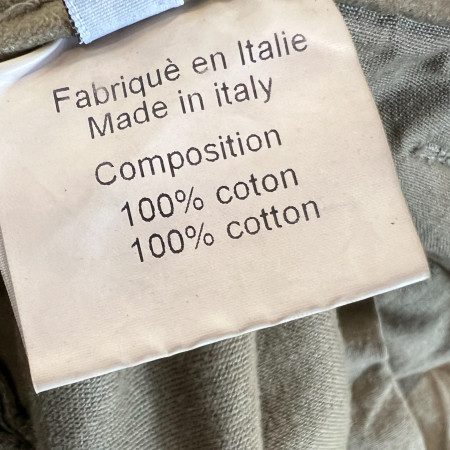 Fabriquè en Italie
Made in italy
Composition
100% coton
100% cotton